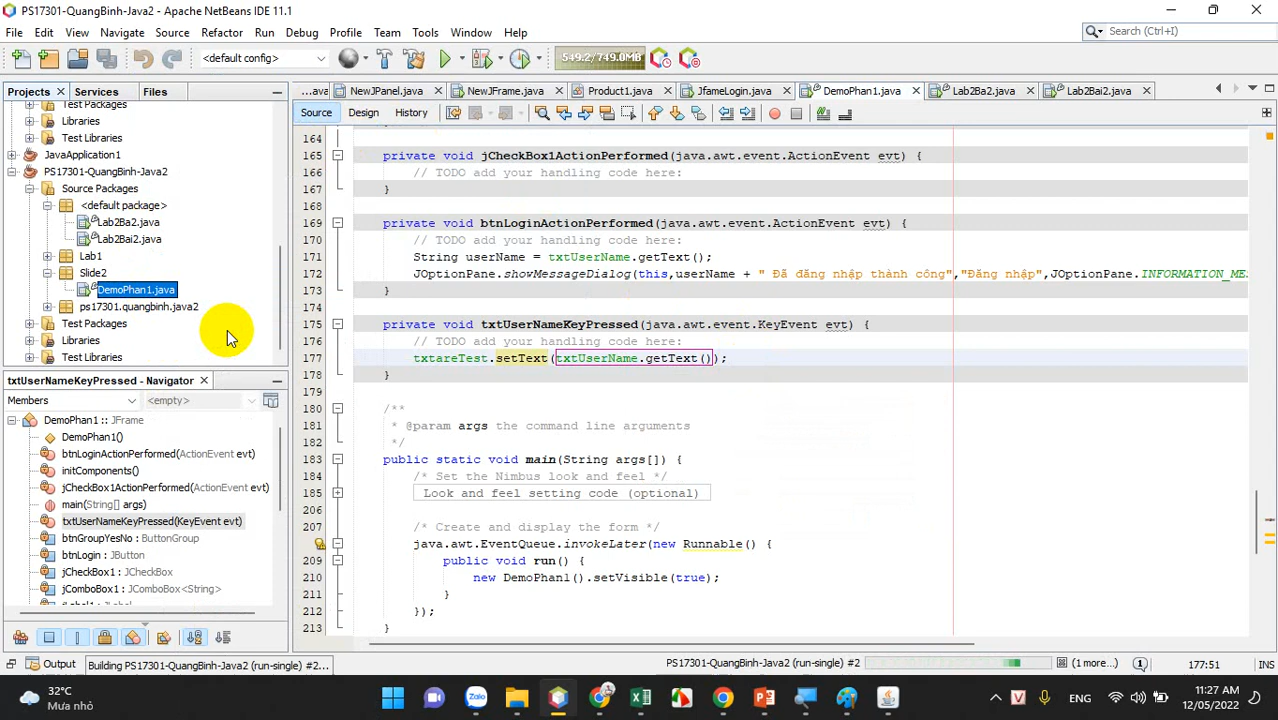 PS17301-QuangBinh-Java2 - Apache NetBeans IDE 11.1
File Edit View Navigate Source Refactor Run Debug Profile Team Tools Window Help
Search (Ctrl+I)
<default config>
549.2/749.0MB
Projects Services Files
...ava NewJPanel.java NewJFrame.java Product1.java JfameLogin.java DemoPhan1.java Lab2Ba2.java Lab2Bai2.java
Source Design History
Test Packages
Libraries
Test Libraries
JavaApplication1
PS17301-QuangBinh-Java2
Source Packages
<default package>
Lab2Ba2.java
Lab2Bai2.java
Lab1
Slide2
DemoPhan1.java
ps17301.quangbinh.java2
Test Packages
Libraries
Test Libraries
txtUserNameKeyPressed - Navigator
Members <empty>
DemoPhan1 :: JFrame
DemoPhan1()
btnLoginActionPerformed(ActionEvent evt)
initComponents()
jCheckBox1ActionPerformed(ActionEvent evt)
main(String[] args)
txtUserNameKeyPressed(KeyEvent evt)
btnGroupYesNo : ButtonGroup
btnLogin : JButton
jCheckBox1 : JCheckBox
jComboBox1 : JComboBox<String>
164
165 private void jCheckBox1ActionPerformed(java.awt.event.ActionEvent evt) {
166 // TODO add your handling code here:
167 }
168
169 private void btnLoginActionPerformed(java.awt.event.ActionEvent evt) {
170 // TODO add your handling code here:
171 String userName = txtUserName.getText();
172 JOptionPane.showMessageDialog(this,userName + " Đã đăng nhập thành công","Đăng nhập",JOptionPane.INFORMATION_ME
173 }
174
175 private void txtUserNameKeyPressed(java.awt.event.KeyEvent evt) {
176 // TODO add your handling code here:
177 txtareTest.setText(txtUserName.getText());
178 }
179
180 /**
181 * @param args the command line arguments
182 */
183 public static void main(String args[]) {
184 /* Set the Nimbus look and feel */
185 Look and feel setting code (optional)
206
207 /* Create and display the form */
java.awt.EventQueue.invokeLater(new Runnable() {
209 public void run() {
210 new DemoPhan1().setVisible(true);
211 }
212 });
213 }
Output Building PS17301-QuangBinh-Java2 (run-single) #2... PS17301-QuangBinh-Java2 (run-single) #2 (1 more...) 1 177:51 INS
32°C
Mưa nhỏ
ENG
11:27 AM
12/05/2022